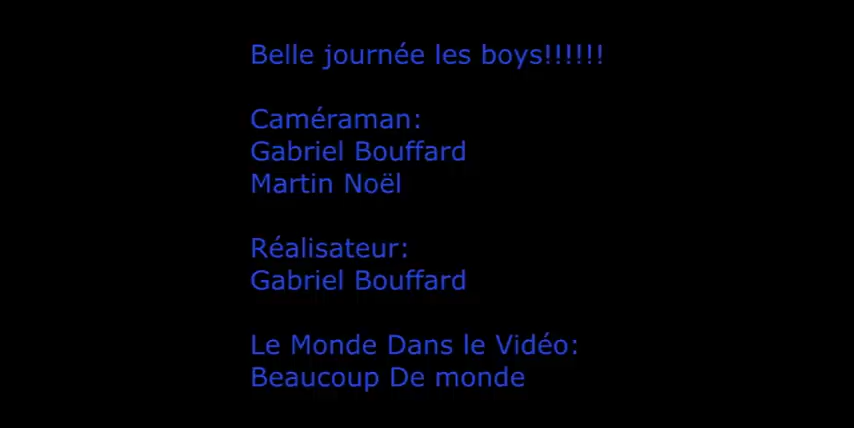 Belle journée les boys!!!!!!
Caméraman:
Gabriel Bouffard
Martin Noël
Réalisateur:
Gabriel Bouffard
Le Monde Dans le Vidéo:
Beaucoup De monde